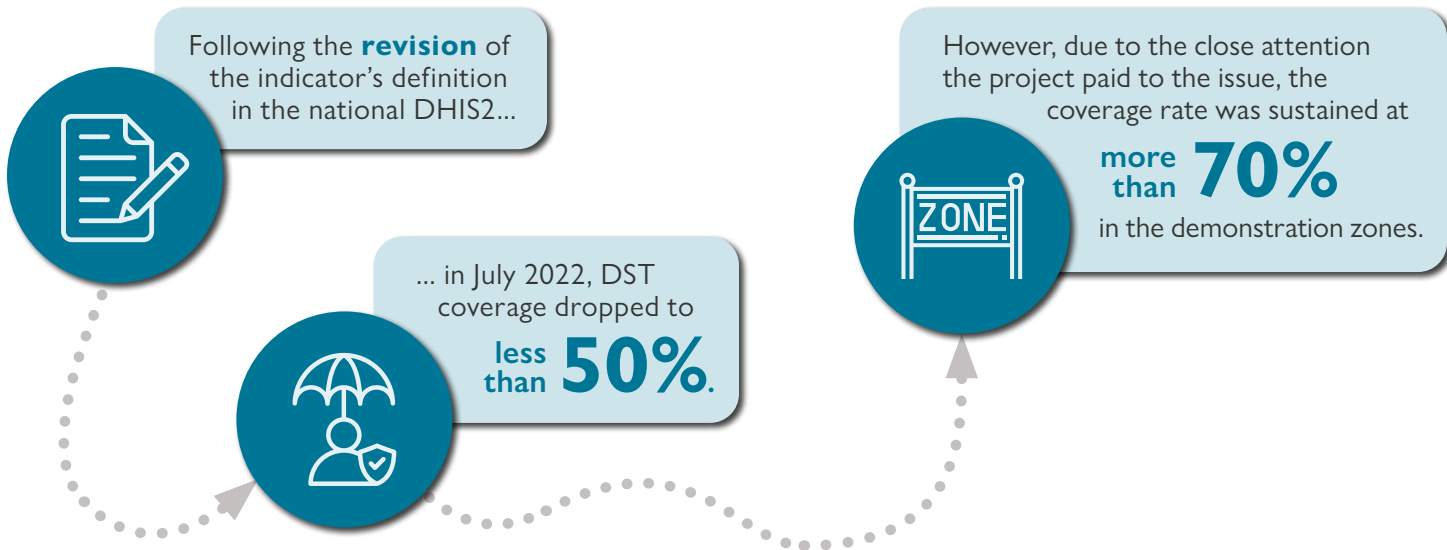 Following the revision of
the indicator’s definition
in the national DHIS2...
... in July 2022, DST
coverage dropped to
less than 50%.
However, due to the close attention
the project paid to the issue, the
coverage rate was sustained at
more than 70%
in the demonstration zones.
ZONE